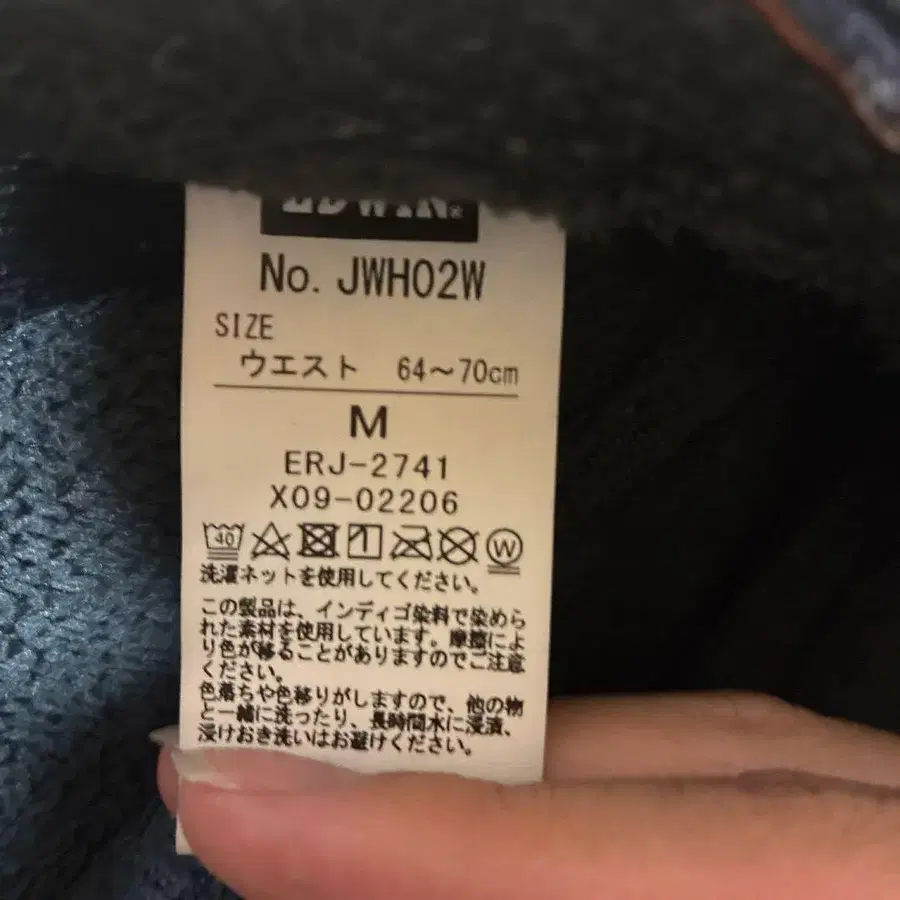 EDWIN®
No. JWH02W
SIZE
ウエスト 64～70cm
M
ERJ-2741
X09-02206
40
W
洗濯ネットを使用してください。
この製品は、インディゴ染料で染めら
れた素材を使用しています。摩擦によ
り色が移ることがありますのでご注意
ください。
色落ちや色移りがしますので、他の物
と一緒に洗ったり、長時間水に浸漬、
浸けおき洗いはお避けください。